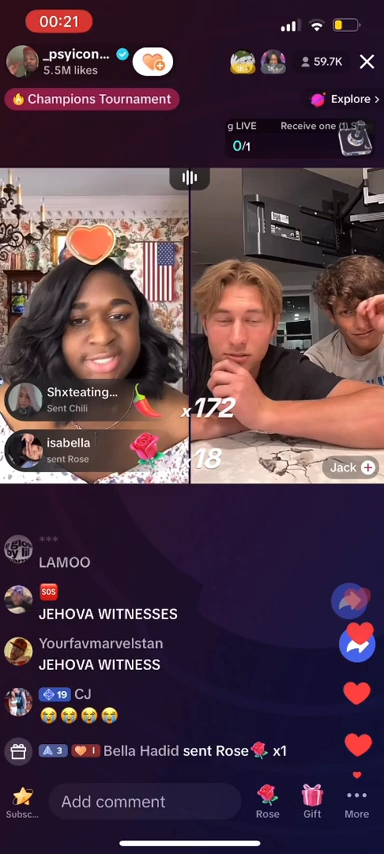 00:21
_psyicon...
5.5M likes
59.7K
Champions Tournament
Explore >
g LIVE Receive one (1) S
0/1
Shxteating...
Sent Chili
x172
isabella
sent Rose
x18
Jack +
***
LAMOO
SOS
JEHOVA WITNESSES
Yourfavmarvelstan
JEHOVA WITNESS
19 CJ
3 I Bella Hadid sent Rose x1
Subsc...
Add comment
Rose
Gift
More